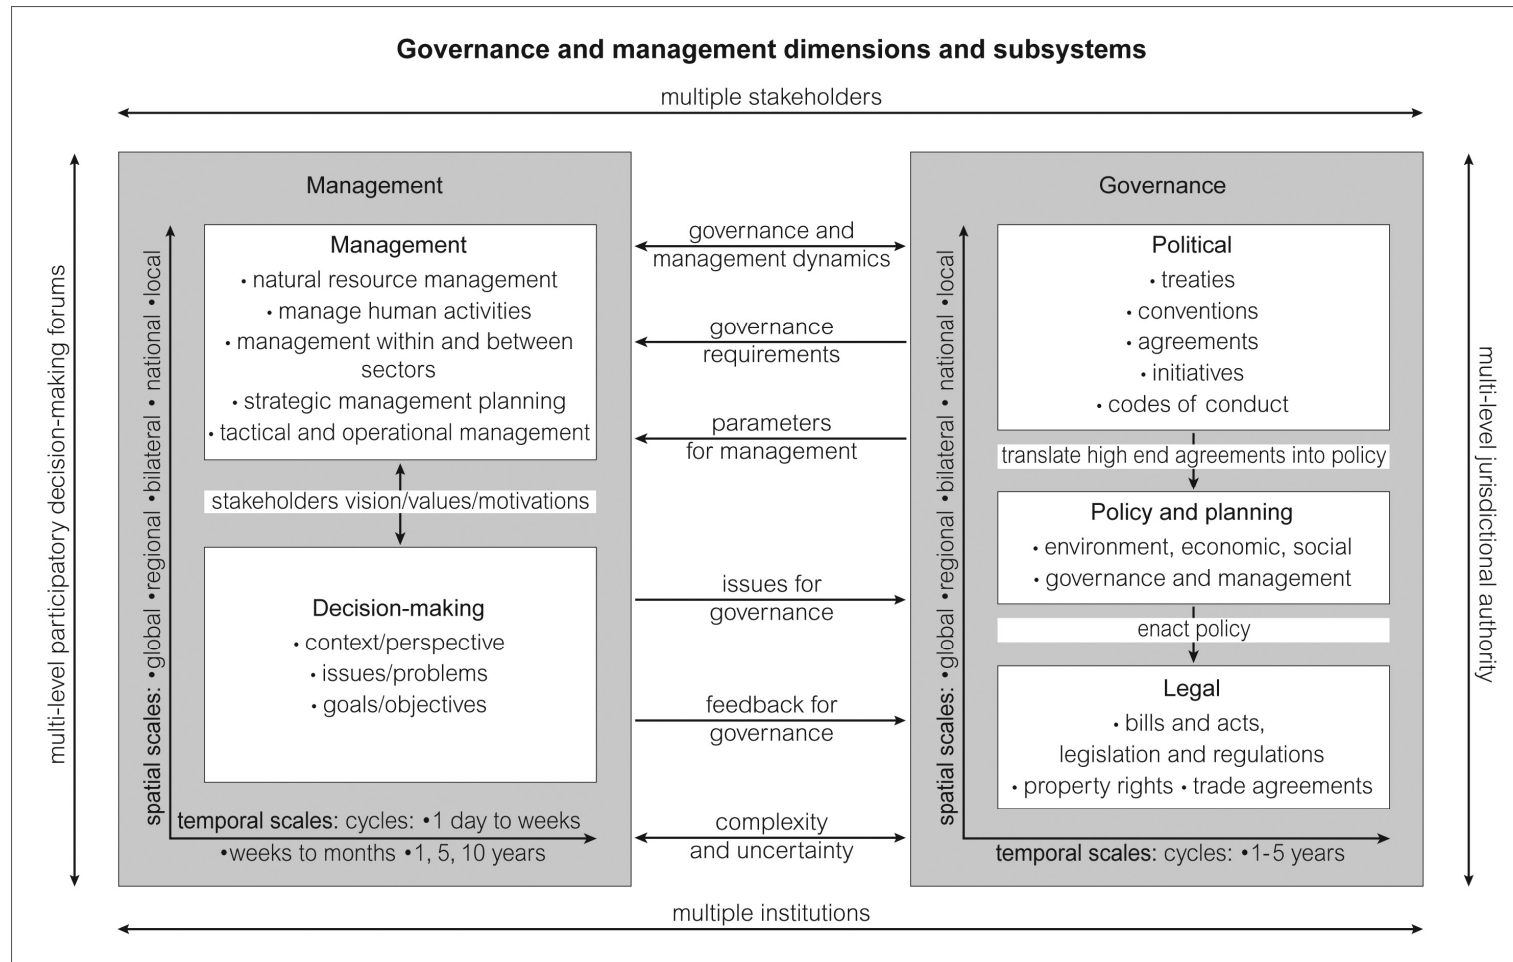 Governance and management dimensions and subsystems
multiple stakeholders
multi-level participatory decision-making forums
Management
spatial scales: •global •regional •bilateral •national •local
Management
• natural resource management
• manage human activities
• management within and between
sectors
• strategic management planning
• tactical and operational management
stakeholders vision/values/motivations
Decision-making
• context/perspective
• issues/problems
• goals/objectives
temporal scales: cycles: •1 day to weeks
•weeks to months •1, 5, 10 years
governance and
management dynamics
governance
requirements
parameters
for management
issues for
governance
feedback for
governance
complexity
and uncertainty
Governance
spatial scales: •global •regional •bilateral •national •local
Political
• treaties
• conventions
• agreements
• initiatives
• codes of conduct
translate high end agreements into policy
Policy and planning
• environment, economic, social
• governance and management
enact policy
Legal
• bills and acts,
legislation and regulations
• property rights • trade agreements
temporal scales: cycles: •1-5 years
multi-level jurisdictional authority
multiple institutions